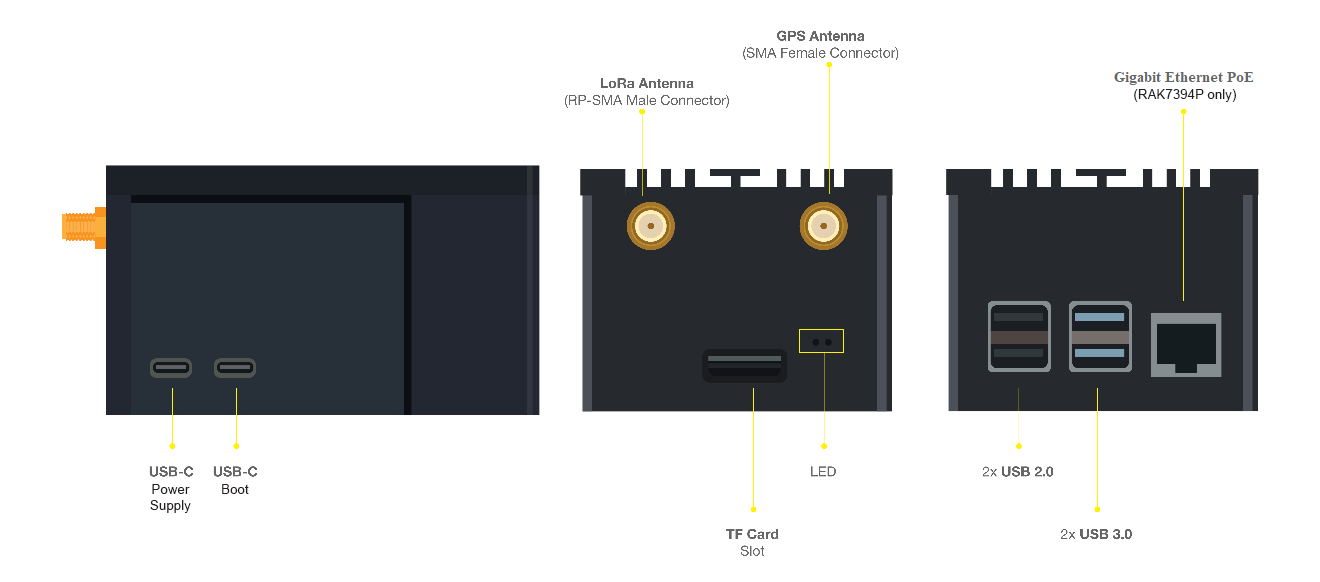 GPS Antenna
(SMA Female Connector)
LoRa Antenna
(RP-SMA Male Connector)
Gigabit Ethernet PoE
(RAK7394P only)
USB-C
Power
Supply
USB-C
Boot
LED
2x USB 2.0
TF Card
Slot
2x USB 3.0